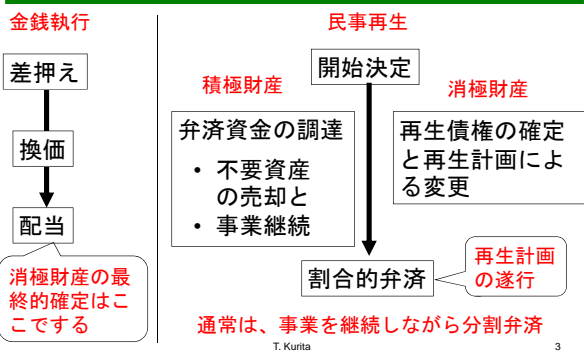 金銭執行
差押え
換価
配当
消極財産の最
終的確定はこ
こでする
民事再生
開始決定
積極財産
消極財産
弁済資金の調達
• 不要資産
の売却と
• 事業継続
再生債権の確定
と再生計画によ
る変更
割合的弁済
再生計画
の遂行
通常は、事業を継続しながら分割弁済
T. Kurita
3